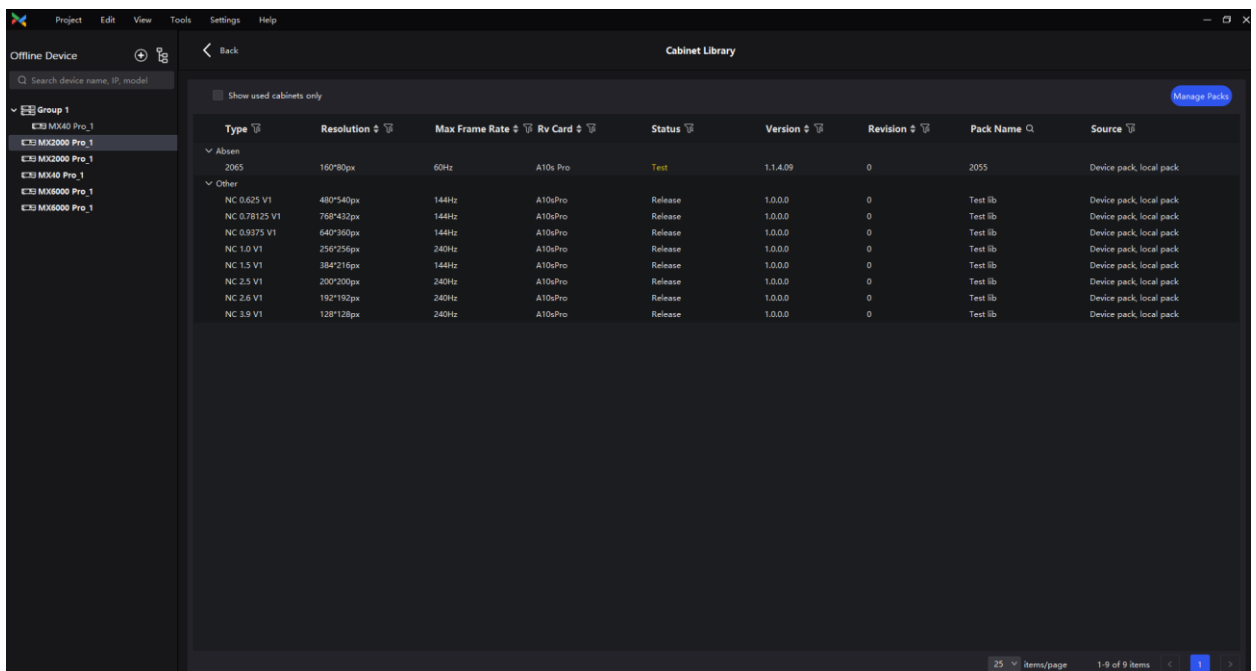 Project Edit View Tools Settings Help
Offline Device
Search device name, IP, model
Group 1
MX40 Pro_1
MX2000 Pro_1
MX2000 Pro_1
MX40 Pro_1
MX6000 Pro_1
MX6000 Pro_1
Back
Cabinet Library
Show used cabinets only
Manage Packs
Type Resolution Max Frame Rate Rv Card Status Version Revision Pack Name Source
Absen
2065 160*80px 60Hz A10s Pro Test 1.1.4.09 0 2055 Device pack, local pack
Other
NC 0.625 V1 480*540px 144Hz A10sPro Release 1.0.0.0 0 Test lib Device pack, local pack
NC 0.78125 V1 768*432px 144Hz A10sPro Release 1.0.0.0 0 Test lib Device pack, local pack
NC 0.9375 V1 640*360px 144Hz A10sPro Release 1.0.0.0 0 Test lib Device pack, local pack
NC 1.0 V1 256*256px 240Hz A10sPro Release 1.0.0.0 0 Test lib Device pack, local pack
NC 1.5 V1 384*216px 144Hz A10sPro Release 1.0.0.0 0 Test lib Device pack, local pack
NC 2.5 V1 200*200px 240Hz A10sPro Release 1.0.0.0 0 Test lib Device pack, local pack
NC 2.6 V1 192*192px 240Hz A10sPro Release 1.0.0.0 0 Test lib Device pack, local pack
NC 3.9 V1 128*128px 240Hz A10sPro Release 1.0.0.0 0 Test lib Device pack, local pack
25 items/page 1-9 of 9 items 1